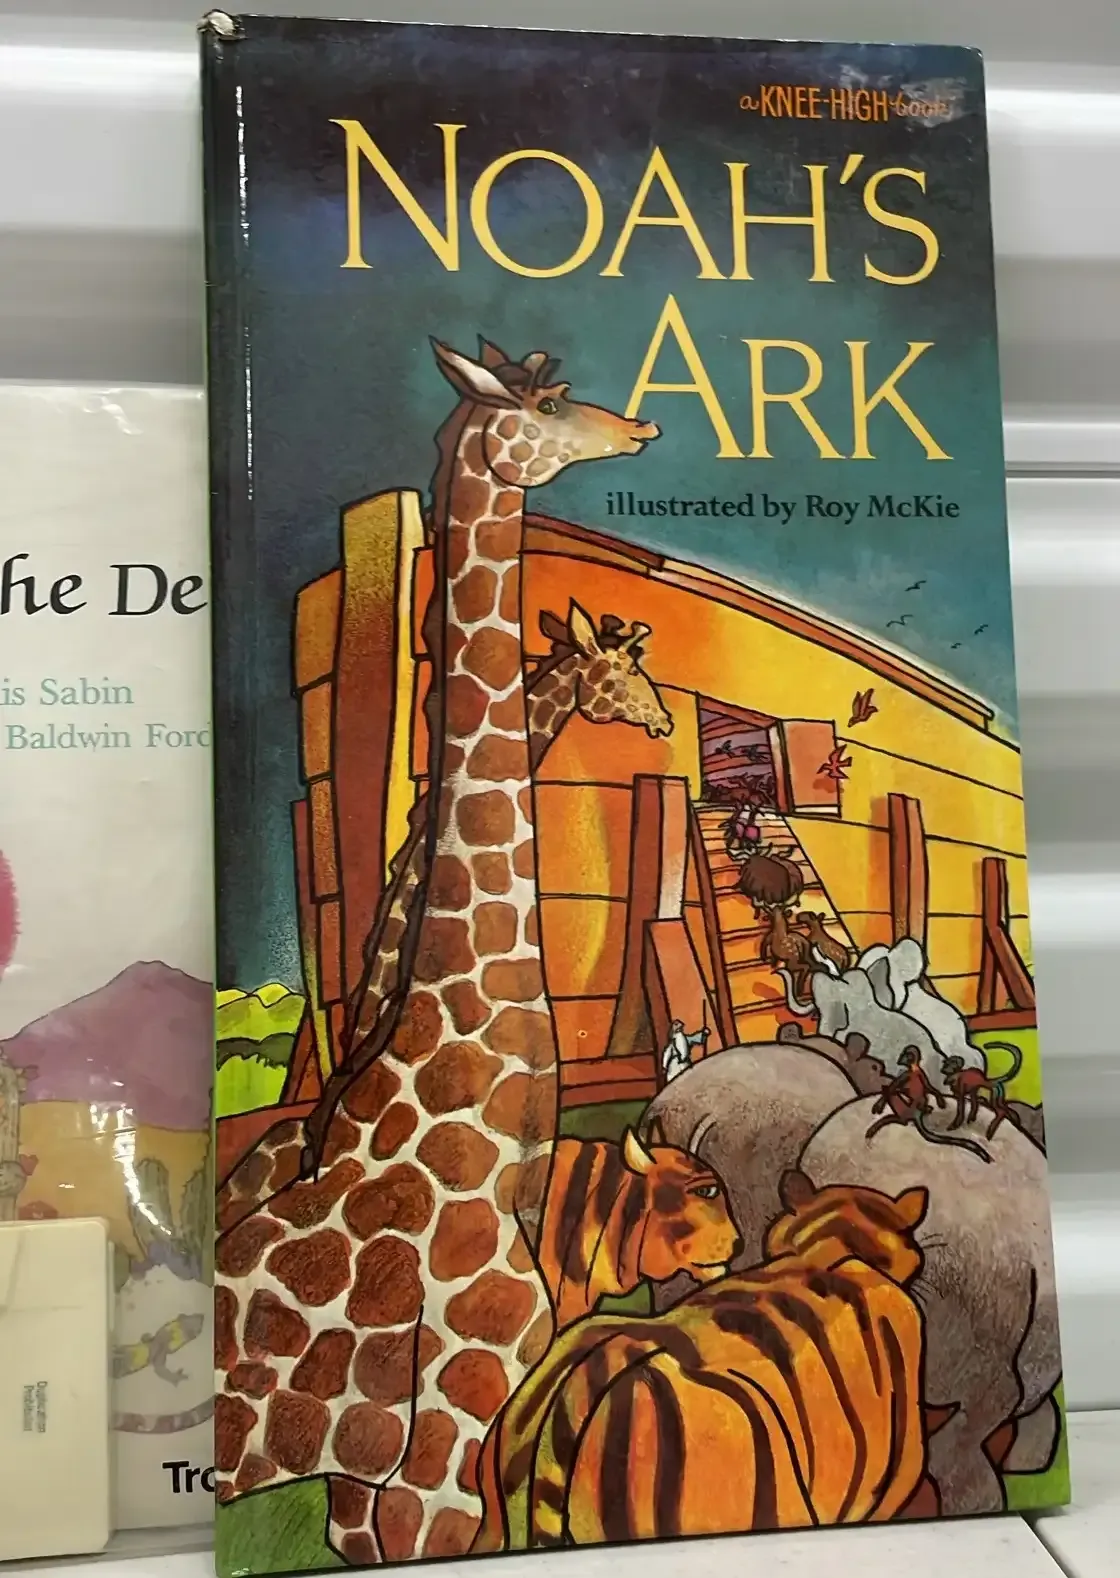 a KNEE-HIGH book
NOAH'S
ARK
illustrated by Roy McKie
he De
is Sabin
Baldwin Ford
Tro